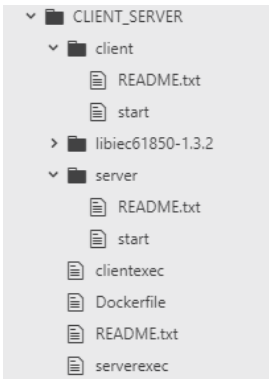 CLIENT_SERVER
client
README.txt
start
libiec61850-1.3.2
server
README.txt
start
clientexec
Dockerfile
README.txt
serverexec